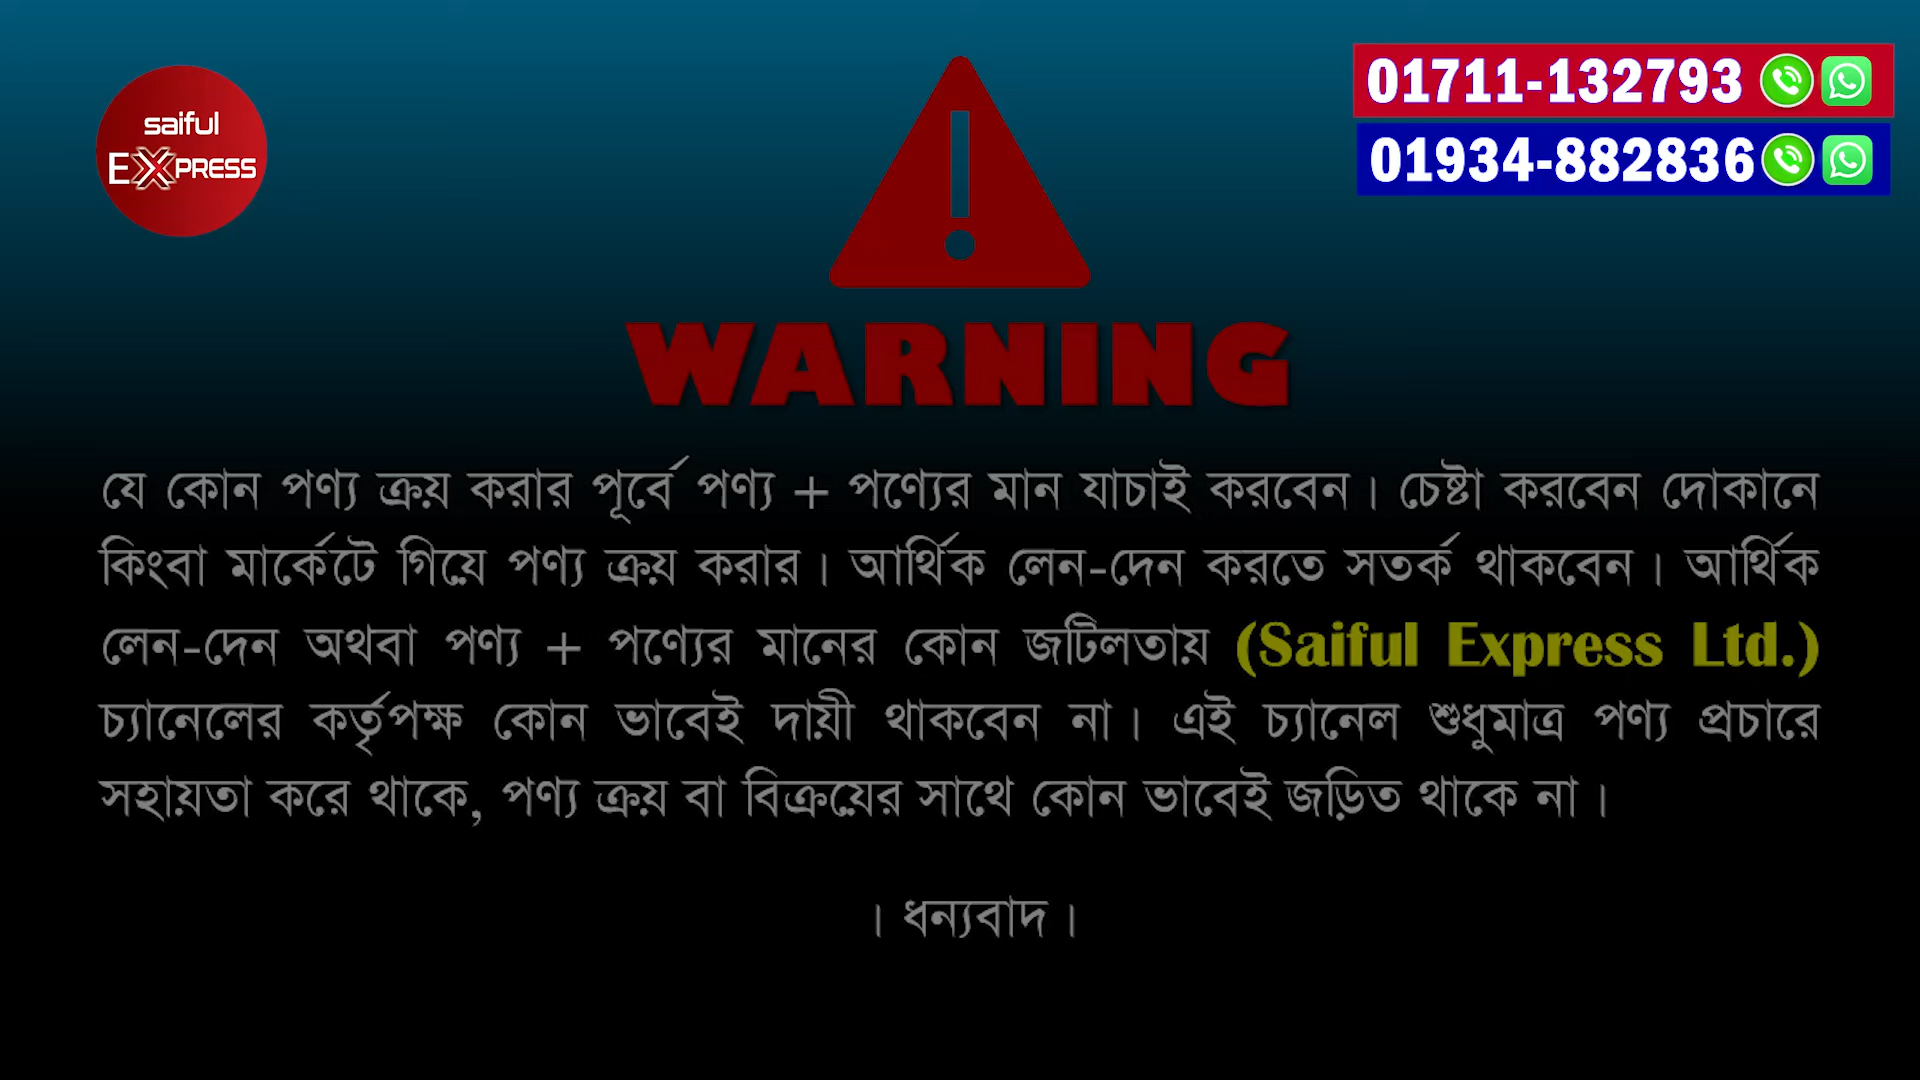 saiful
EXPRESS
01711-132793
01934-882836
WARNING
যে কোন পণ্য ক্রয় করার পূর্বে পণ্য + পণ্যের মান যাচাই করবেন। চেষ্টা করবেন দোকানে
কিংবা মার্কেটে গিয়ে পণ্য ক্রয় করার। আর্থিক লেন-দেন করতে সতর্ক থাকবেন। আর্থিক
লেন-দেন অথবা পণ্য + পণ্যের মানের কোন জটিলতায় (Saiful Express Ltd.)
চ্যানেলের কর্তৃপক্ষ কোন ভাবেই দায়ী থাকবেন না। এই চ্যানেল শুধুমাত্র পণ্য প্রচারে
সহায়তা করে থাকে, পণ্য ক্রয় বা বিক্রয়ের সাথে কোন ভাবেই জড়িত থাকে না।
। ধন্যবাদ ।